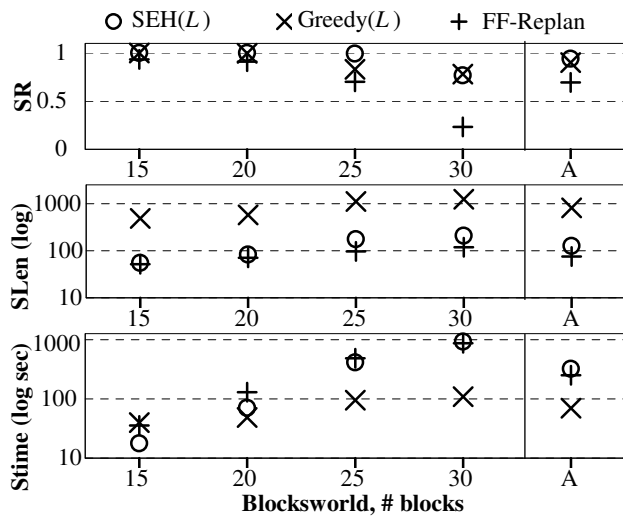 SEH(L) Greedy(L) FF-Replan
SR
1
0.5
0
15 20 25 30 A
SLen (log)
1000
100
10
15 20 25 30 A
Stime (log sec)
1000
100
10
15 20 25 30 A
Blocksworld, # blocks